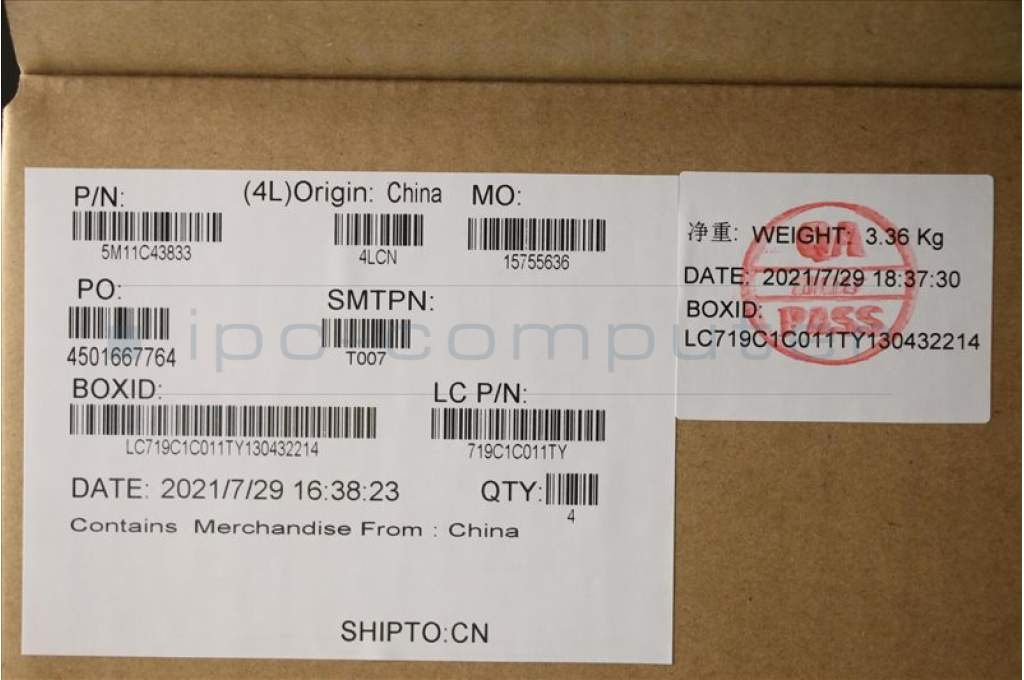 P/N: (4L)Origin: China MO:
5M11C43833 4LCN 15755636
PO: SMTPN:
4501667764 T007
BOXID: LC P/N:
LC719C1C011TY130432214 719C1C011TY
DATE: 2021/7/29 16:38:23 QTY:
4
Contains Merchandise From : China
SHIPTO:CN
净重: WEIGHT: 3.36 Kg
DATE: 2021/7/29 18:37:30
BOXID:
LC719C1C011TY130432214
QA
PASS
ipo-computer